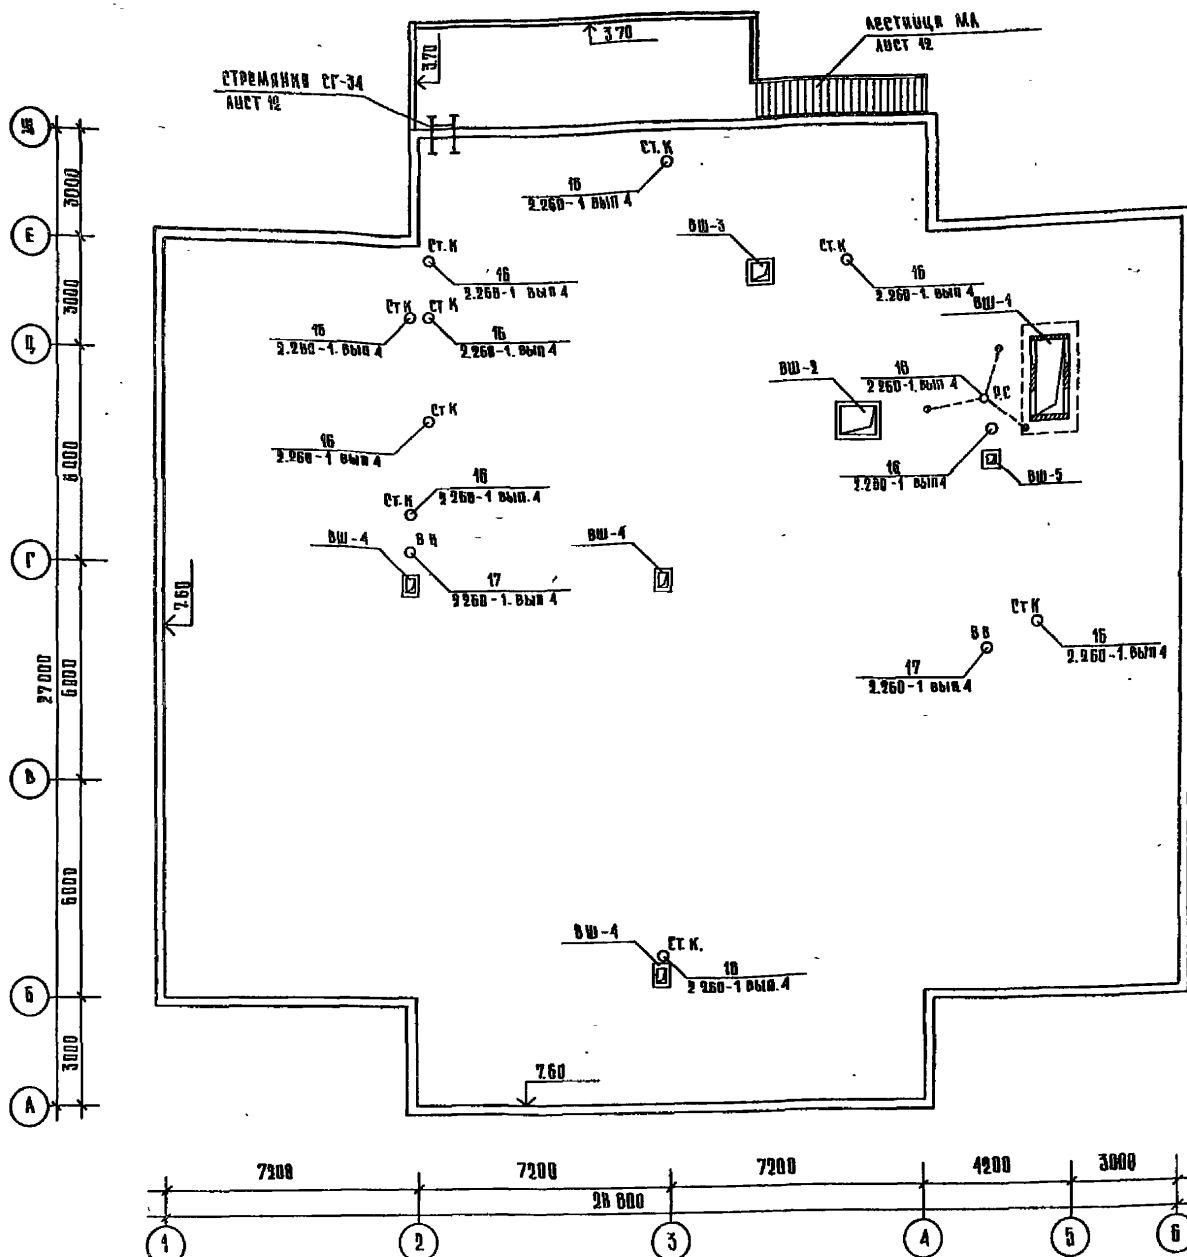 3.70
3.70
ЛЕСТНИЦА МЛ
ЛИСТ 12
СТРЕМЯНКА СГ-34
ЛИСТ 12
СТ. К
16
2.260-1 ВЫП 4
3000
Е
СТ. К
16
2.260-1 ВЫП 4
ВШ-3
СТ. К
16
2.260-1. ВЫП 4
ВШ-1
3000
СТ К
СТ К
16
2.260-1. ВЫП 4
16
2.260-1. ВЫП 4
Д
ВШ-2
16
2 260-1. ВЫП 4
Р.С
СТ К
16
2.260-1 ВЫП 4
6000
16
2.260-1 ВЫП 4
ВШ-5
16
2 260-1 ВЫП. 4
СТ. К
ВШ-4
В В
ВШ-4
Г
17
2 260-1. ВЫП 4
7.60
СТ К
16
2.260-1. ВЫП 4
В В
17
2.260-1 ВЫП. 4
27000
6000
В
6000
ВШ-4
СТ. К.
16
2 260-1 ВЫП. 4
Б
3000
7.60
А
7200
7200
7200
4200
3000
28 800
1
2
3
4
5
6